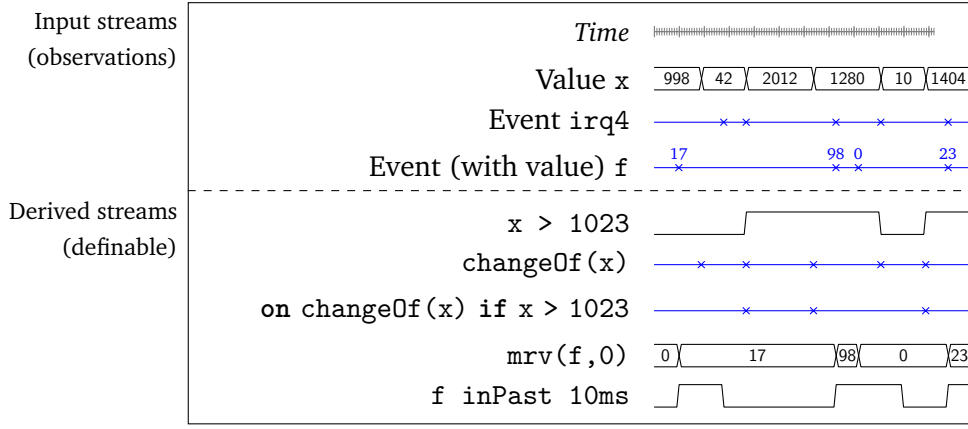 Input streams
(observations)
Time
Value x
998 42 2012 1280 10 1404
Event irq4
Event (with value) f
17 98 0 23
Derived streams
(definable)
x > 1023
changeOf(x)
on changeOf(x) if x > 1023
mrv(f,0)
0 17 98 0 23
f inPast 10ms